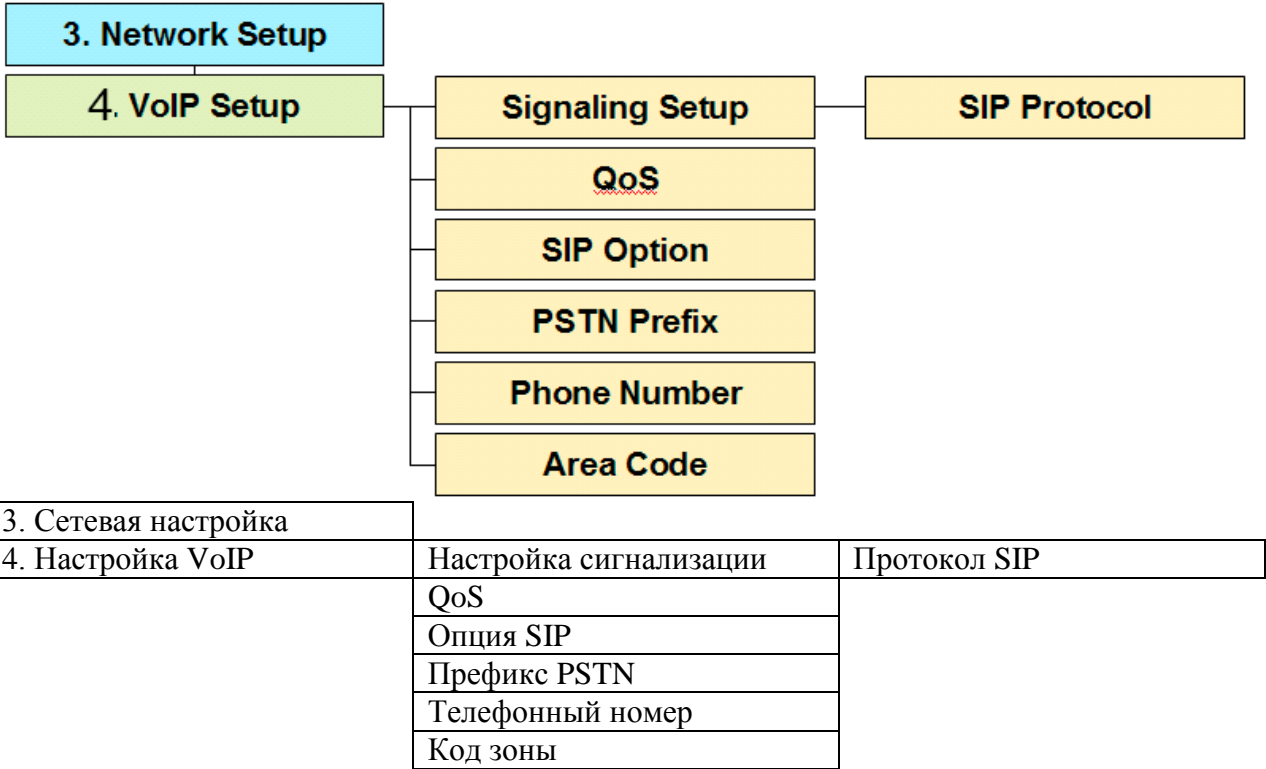 3. Network Setup
4. VoIP Setup
Signaling Setup
SIP Protocol
QoS
SIP Option
PSTN Prefix
Phone Number
Area Code
3. Сетевая настройка
4. Настройка VoIP
Настройка сигнализации
Протокол SIP
QoS
Опция SIP
Префикс PSTN
Телефонный номер
Код зоны